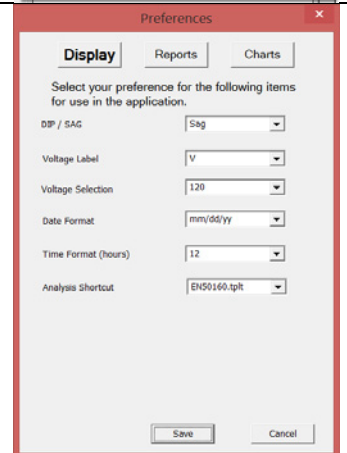 Preferences
×
Display Reports Charts
Select your preference for the following items
for use in the application.
DIP / SAG Sag
Voltage Label V
Voltage Selection 120
Date Format mm/dd/yy
Time Format (hours) 12
Analysis Shortcut EN50160.tplt
Save Cancel